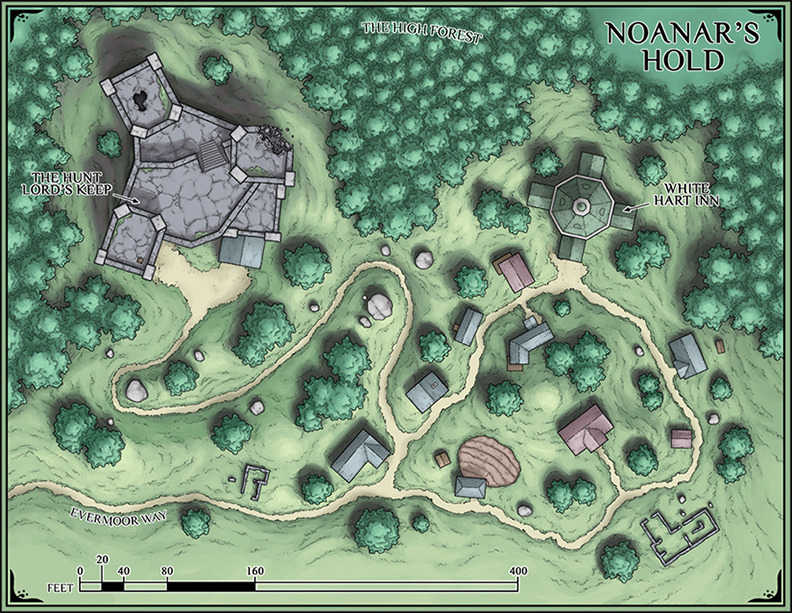 THE HIGH FOREST
NOANAR'S
HOLD
THE HUNT
LORD'S KEEP
WHITE
HART INN
EVERMOOR WAY
0 20 40 80 160 400
FEET